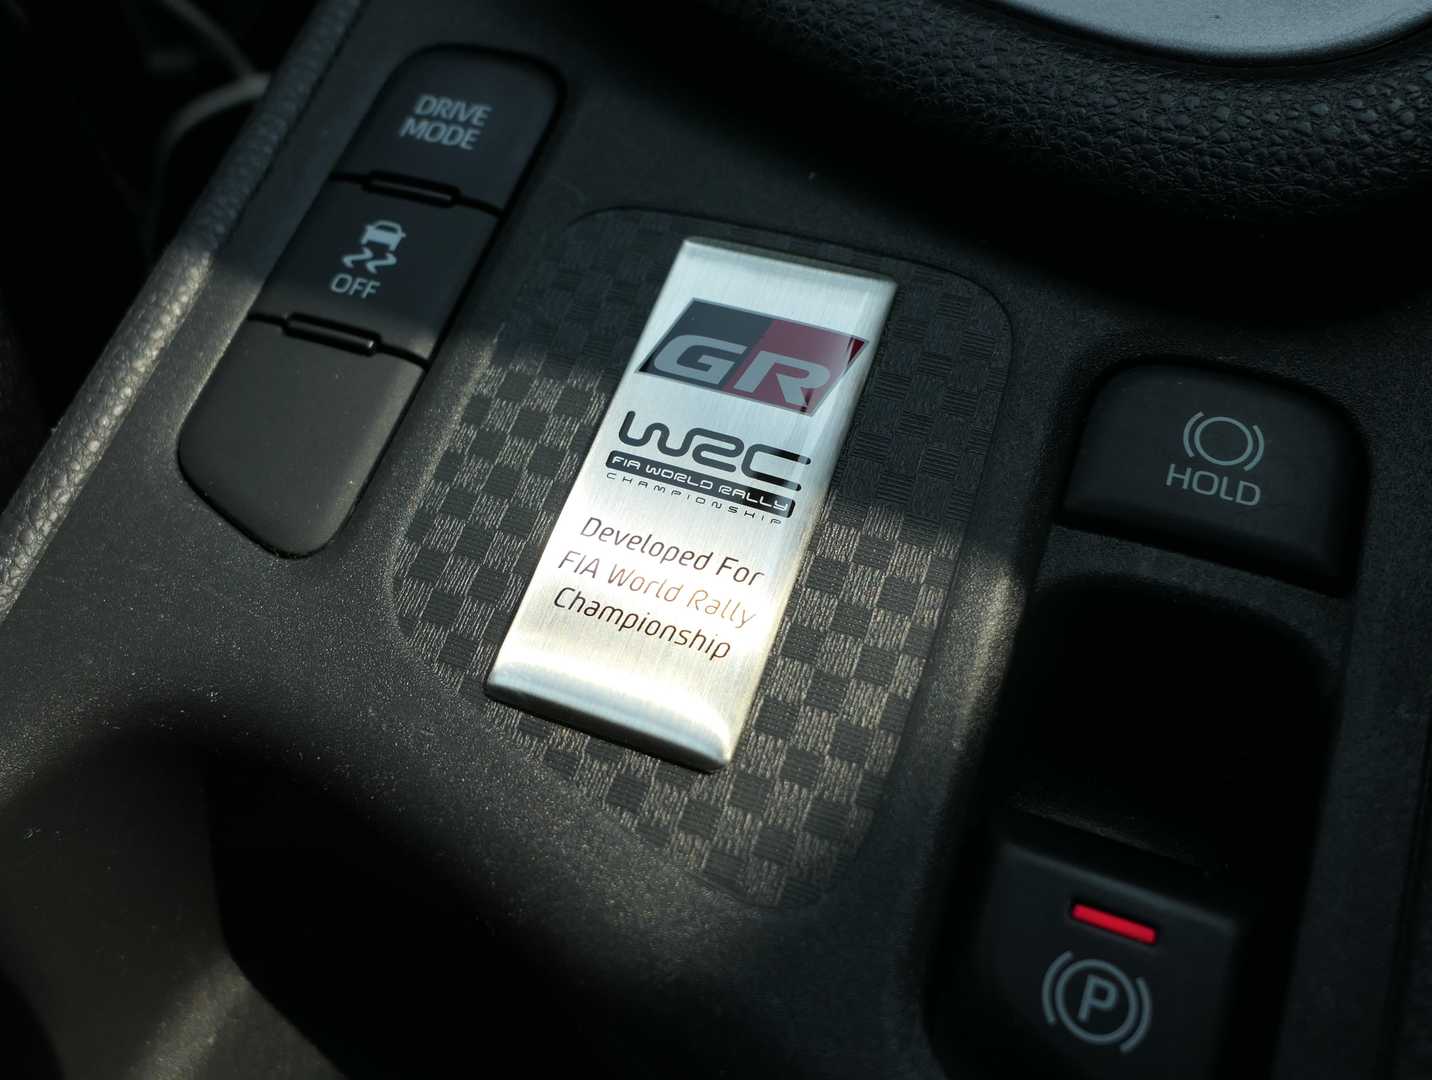 DRIVE
MODE
OFF
GR
WRC
FIA WORLD RALLY
CHAMPIONSHIP
Developed For
FIA World Rally
Championship
HOLD
P